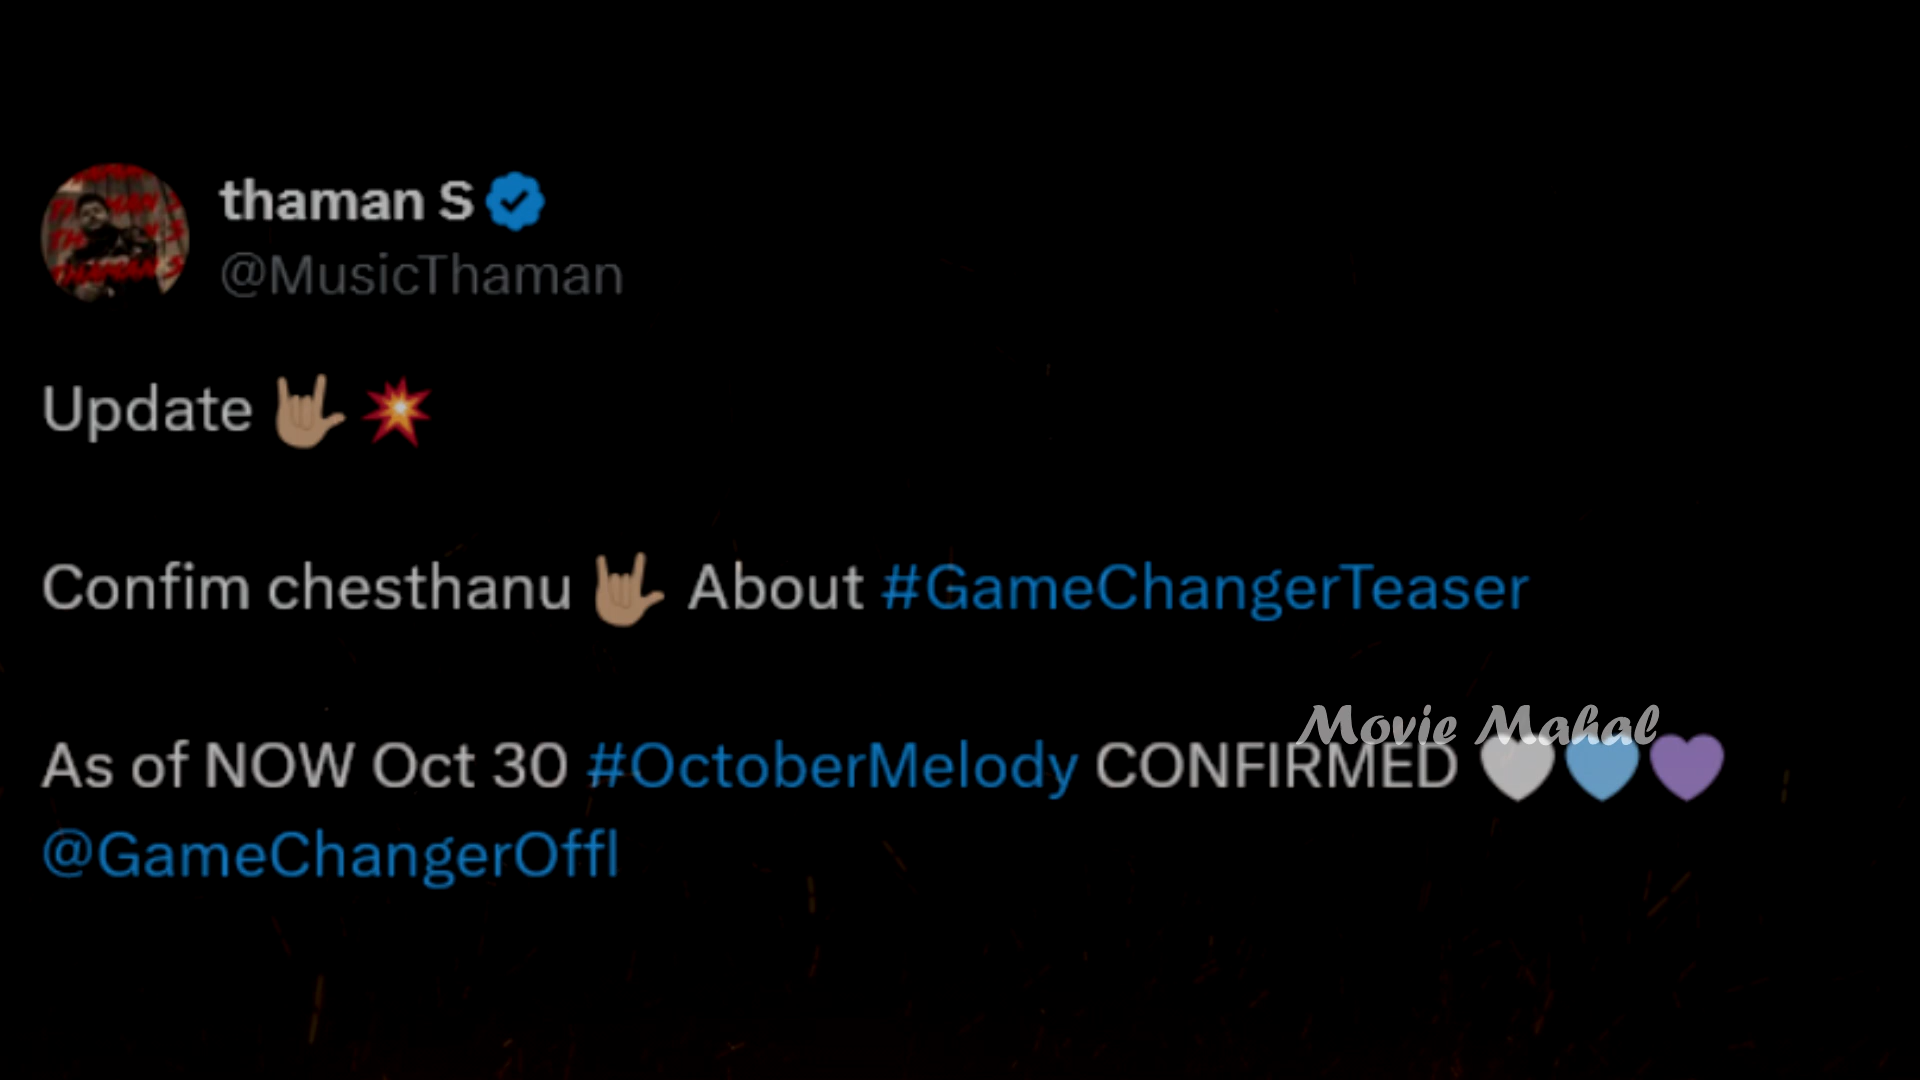 thaman S
@MusicThaman
Update 🤟🏼 💥
Confim chesthanu 🤟🏼 About #GameChangerTeaser
Movie Mahal
As of NOW Oct 30 #OctoberMelody CONFIRMED 🤍🩵💜
@GameChangerOffl